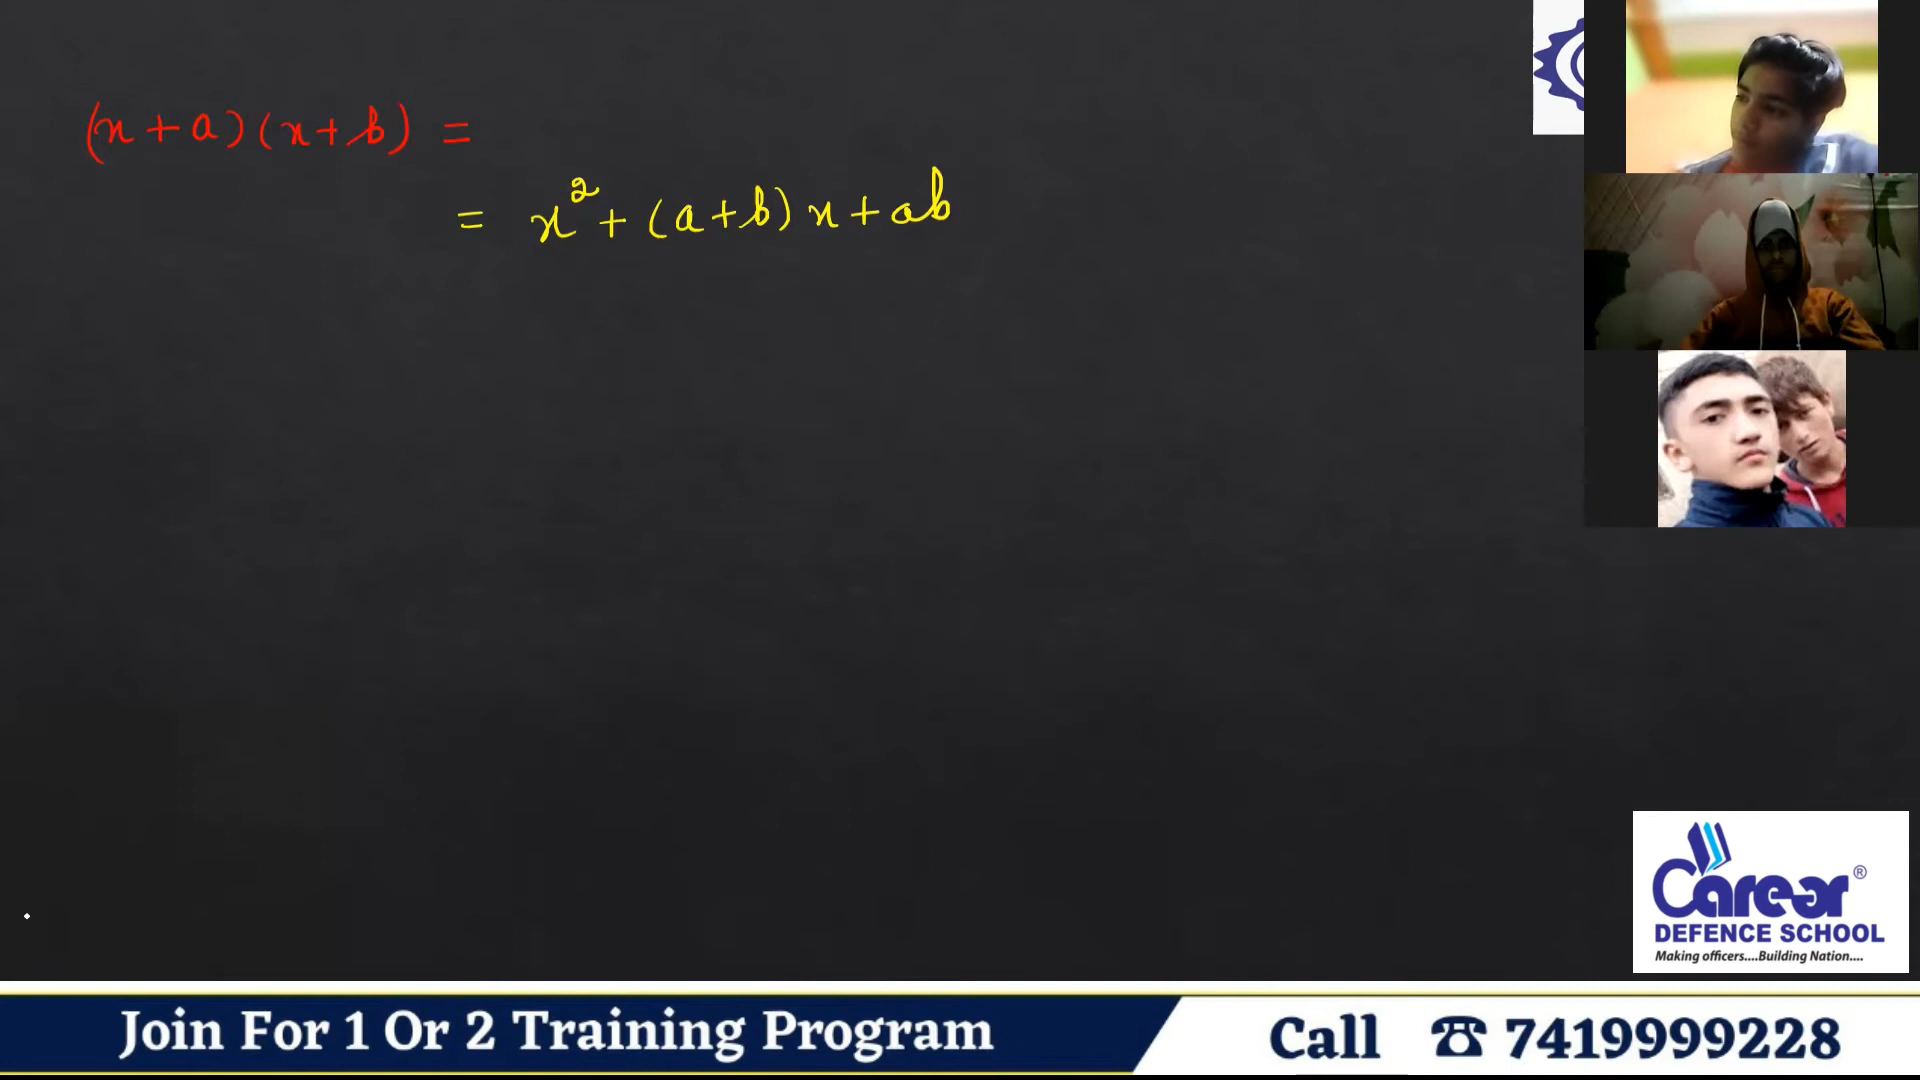 (x+a)(x+b) =
= x² + (a+b)x + ab
Career®
DEFENCE SCHOOL
Making officers....Building Nation....
Join For 1 Or 2 Training Program
Call ☎ 7419999228